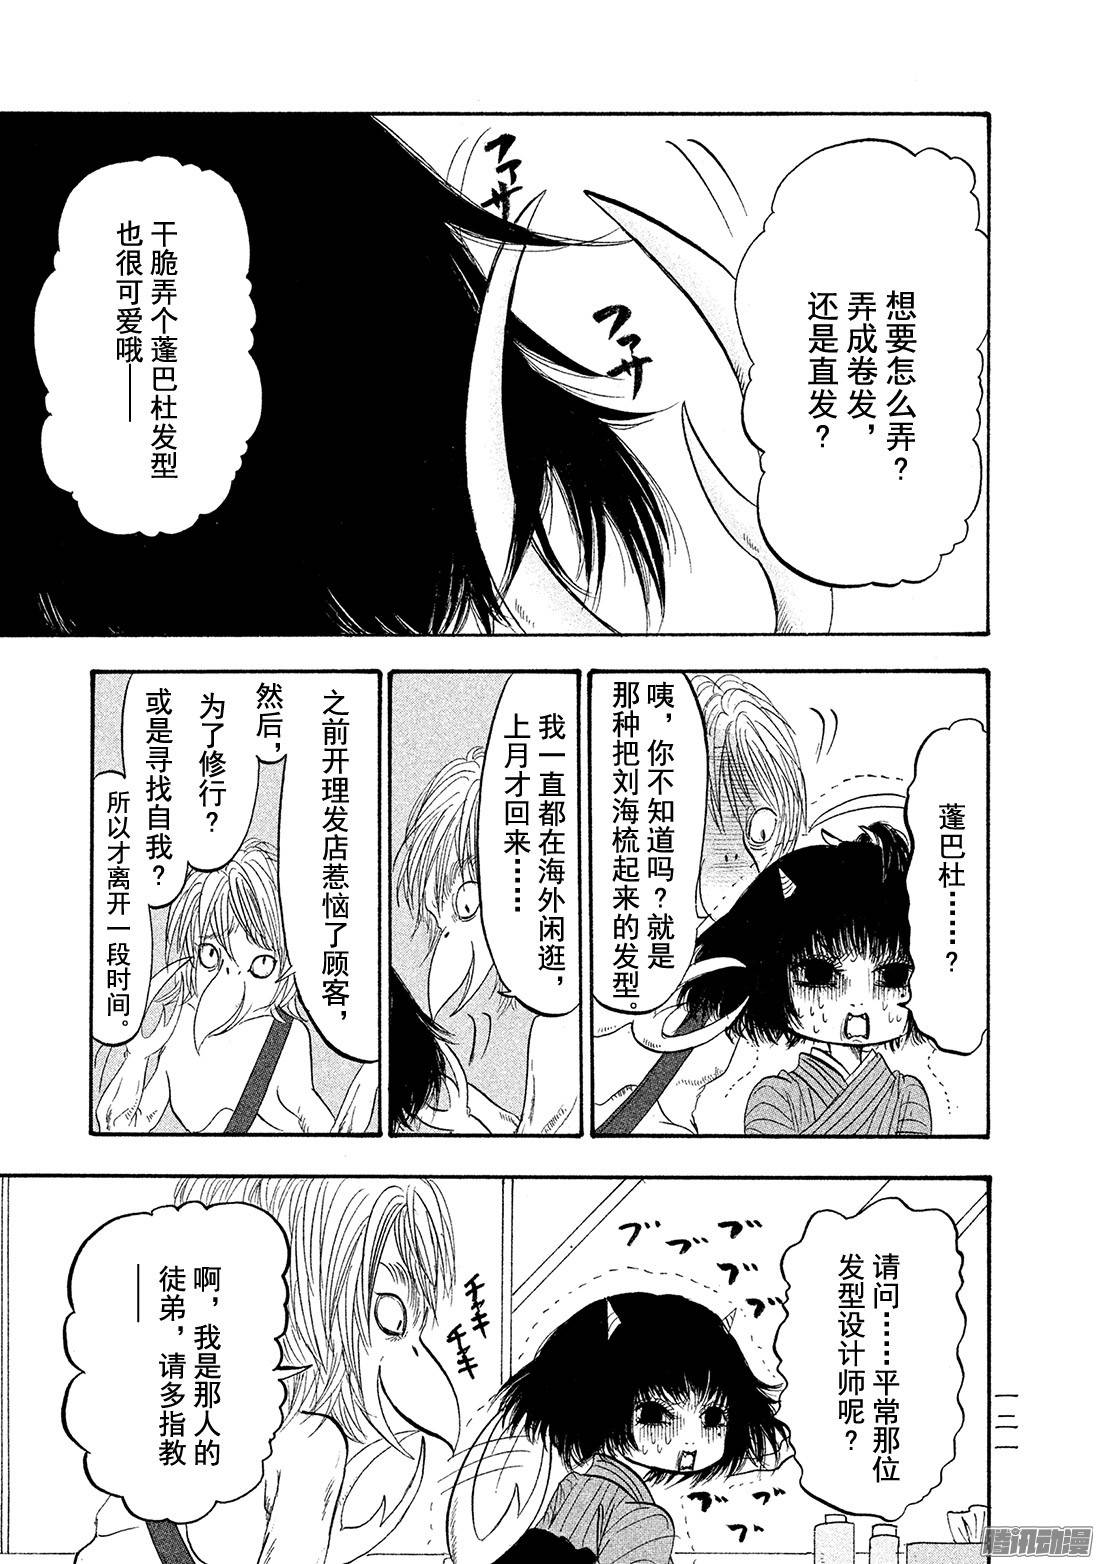 想要怎么弄?
弄成卷发,
还是直发?
ファサ
ファサ
干脆弄个蓬巴杜发型
也很可爱哦——
蓬巴杜……?
咦,你不知道吗?就是
那种把刘海梳起来的发型。
我一直都在海外闲逛,
上月才回来……
之前开理发店惹恼了顾客,
然后,
为了修行?
或是寻找自我?
所以才离开一段时间。
请问……平常那位
发型设计师呢?
ブブブ
ブブ
ブブ
チャキ
チャキ
啊,我是那人的
徒弟,请多指教
——
一二一
腾讯动漫